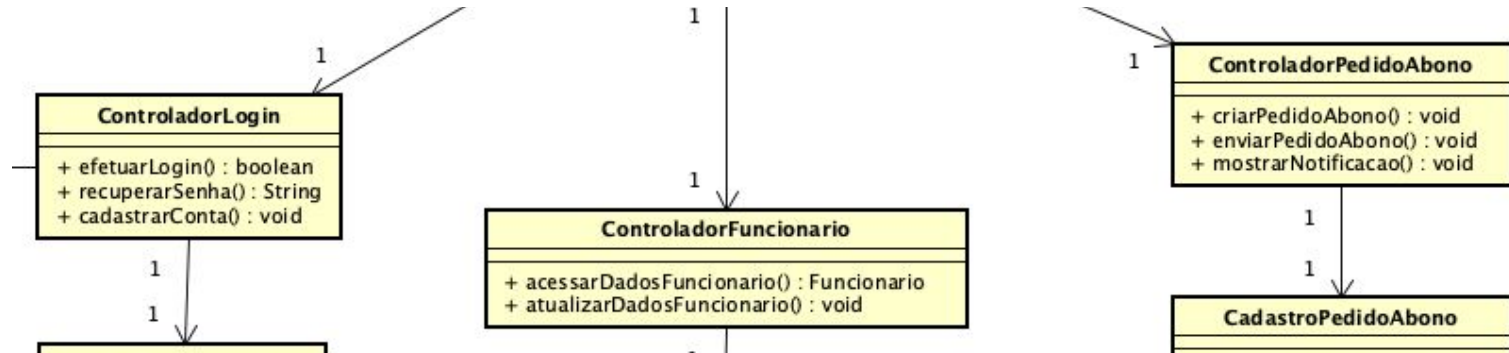 1
1
1
ControladorLogin
+ efetuarLogin() : boolean
+ recuperarSenha() : String
+ cadastrarConta() : void
1
1
1
ControladorFuncionario
+ acessarDadosFuncionario() : Funcionario
+ atualizarDadosFuncionario() : void
ControladorPedidoAbono
+ criarPedidoAbono() : void
+ enviarPedidoAbono() : void
+ mostrarNotificacao() : void
1
1
CadastroPedidoAbono